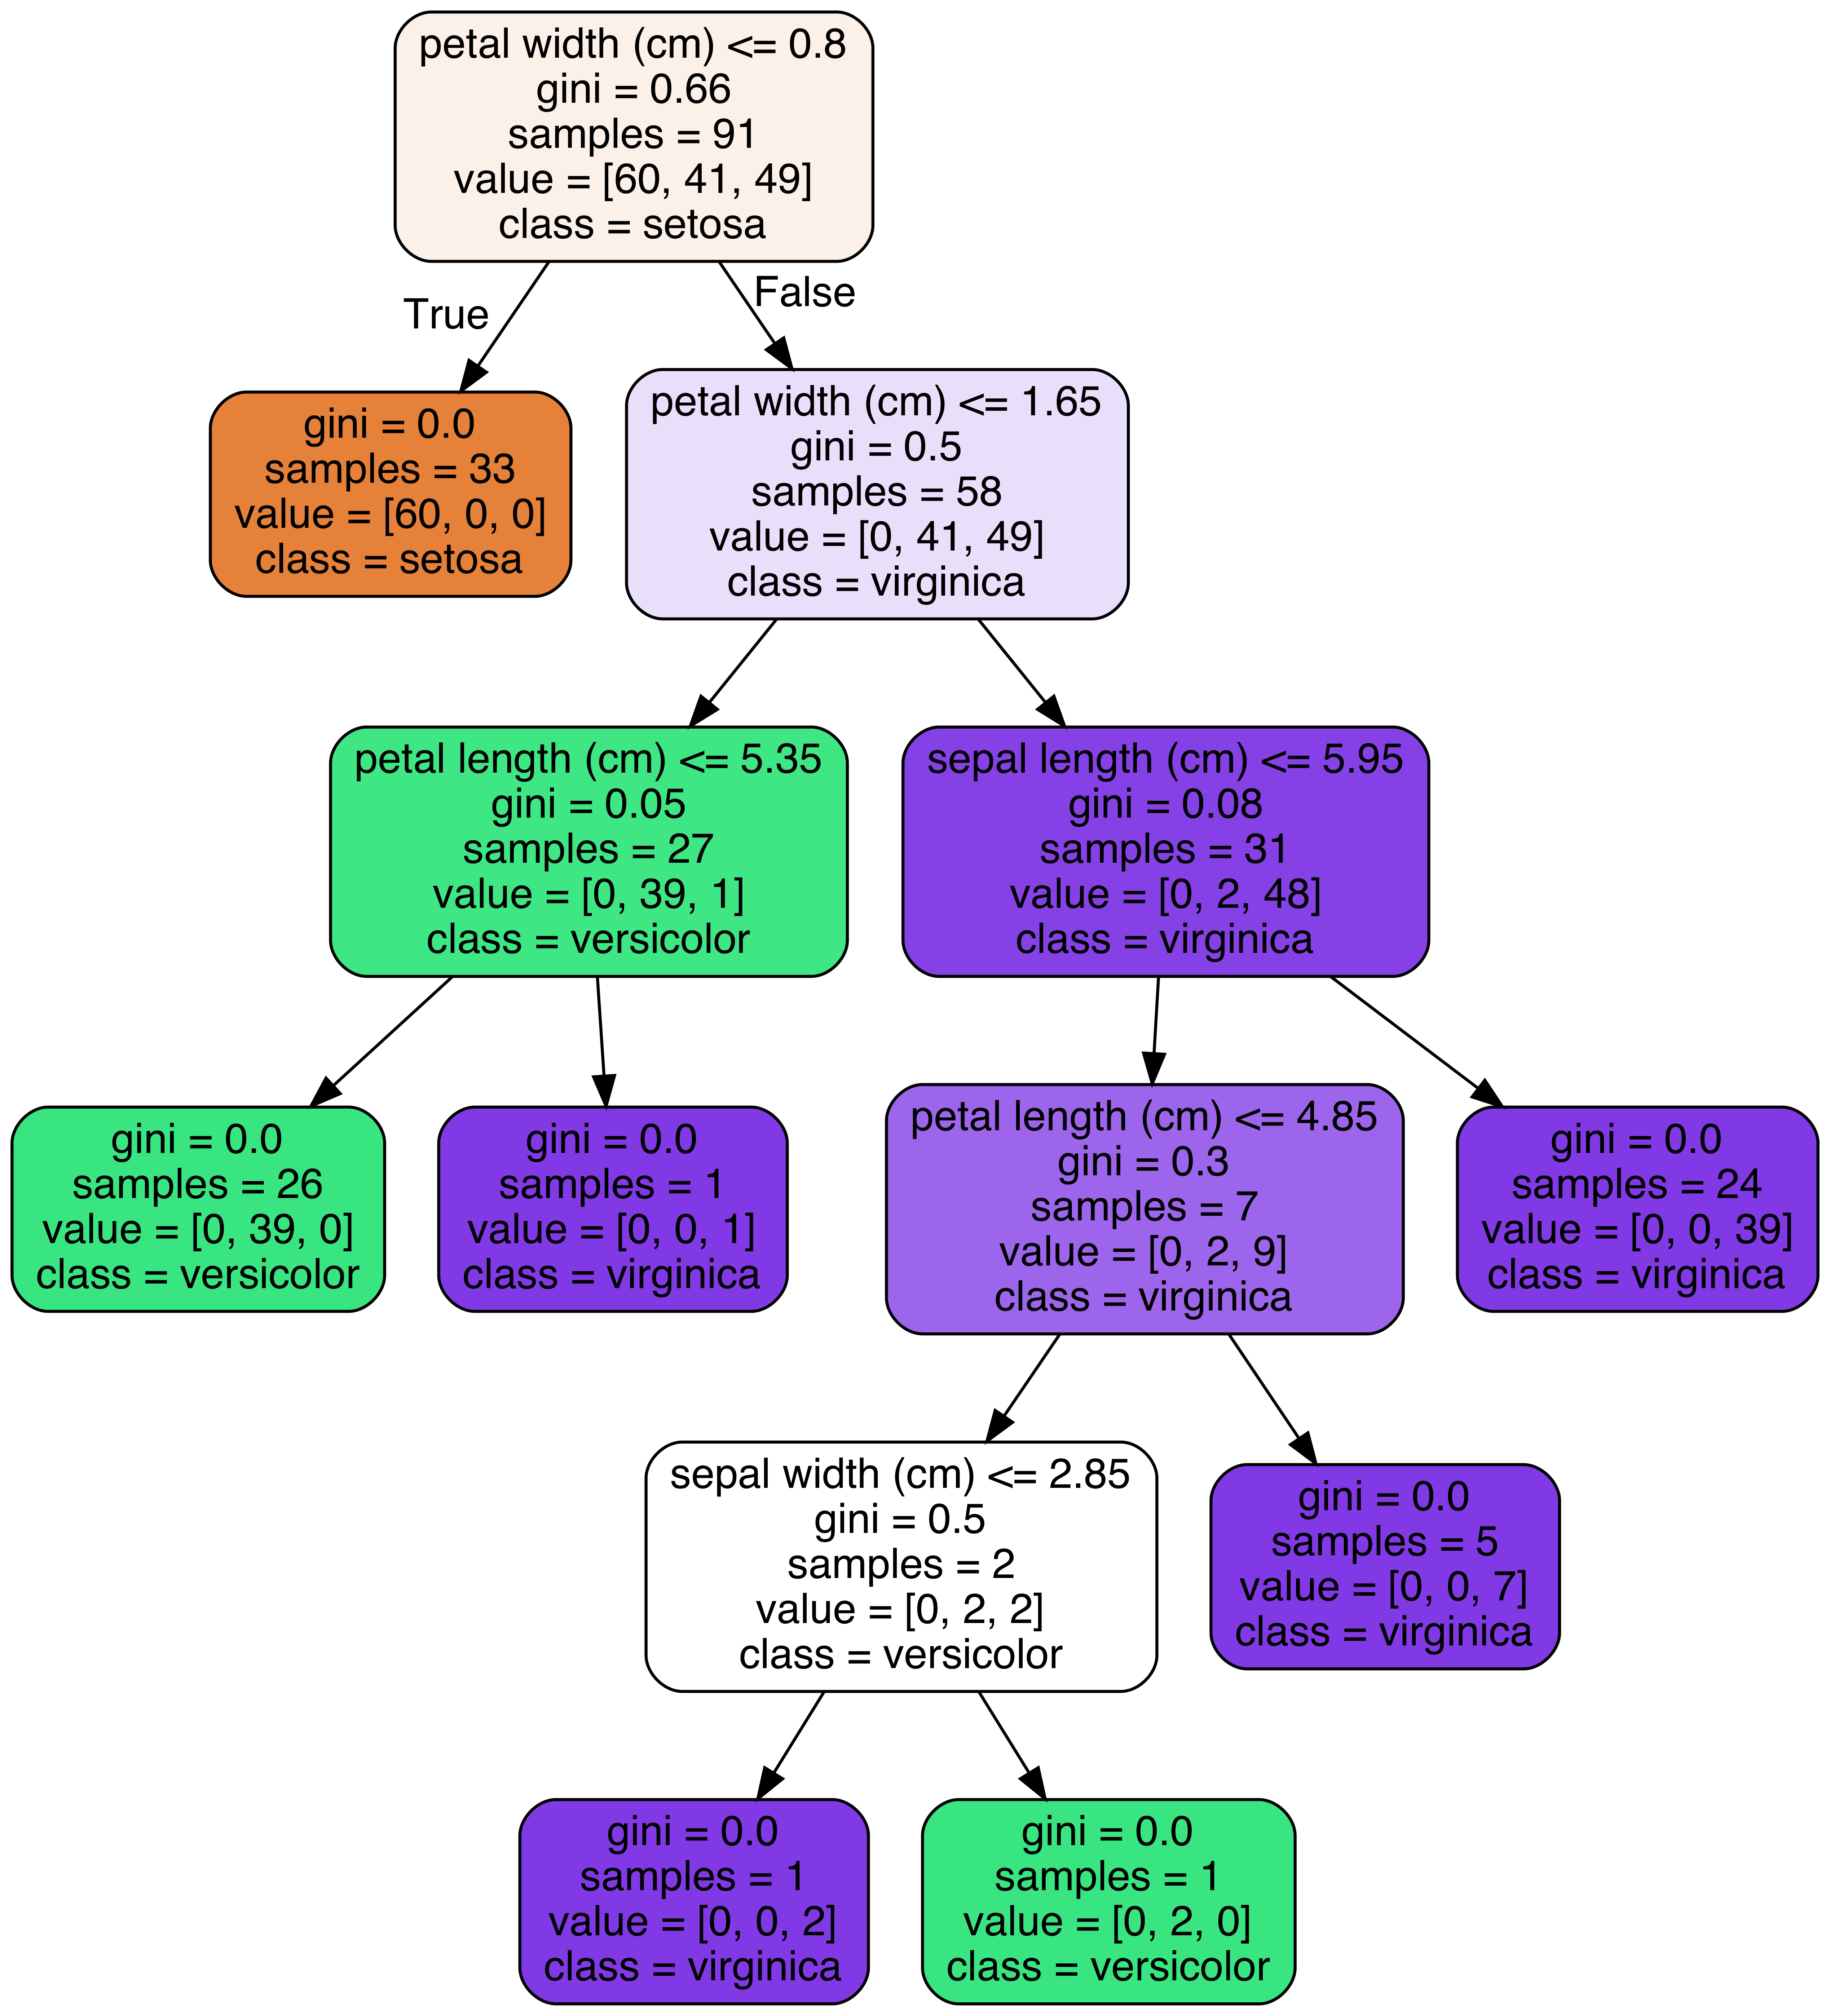 petal width (cm) <= 0.8
gini = 0.66
samples = 91
value = [60, 41, 49]
class = setosa
True
False
gini = 0.0
samples = 33
value = [60, 0, 0]
class = setosa
petal width (cm) <= 1.65
gini = 0.5
samples = 58
value = [0, 41, 49]
class = virginica
petal length (cm) <= 5.35
gini = 0.05
samples = 27
value = [0, 39, 1]
class = versicolor
sepal length (cm) <= 5.95
gini = 0.08
samples = 31
value = [0, 2, 48]
class = virginica
gini = 0.0
samples = 26
value = [0, 39, 0]
class = versicolor
gini = 0.0
samples = 1
value = [0, 0, 1]
class = virginica
petal length (cm) <= 4.85
gini = 0.3
samples = 7
value = [0, 2, 9]
class = virginica
gini = 0.0
samples = 24
value = [0, 0, 39]
class = virginica
sepal width (cm) <= 2.85
gini = 0.5
samples = 2
value = [0, 2, 2]
class = versicolor
gini = 0.0
samples = 5
value = [0, 0, 7]
class = virginica
gini = 0.0
samples = 1
value = [0, 0, 2]
class = virginica
gini = 0.0
samples = 1
value = [0, 2, 0]
class = versicolor